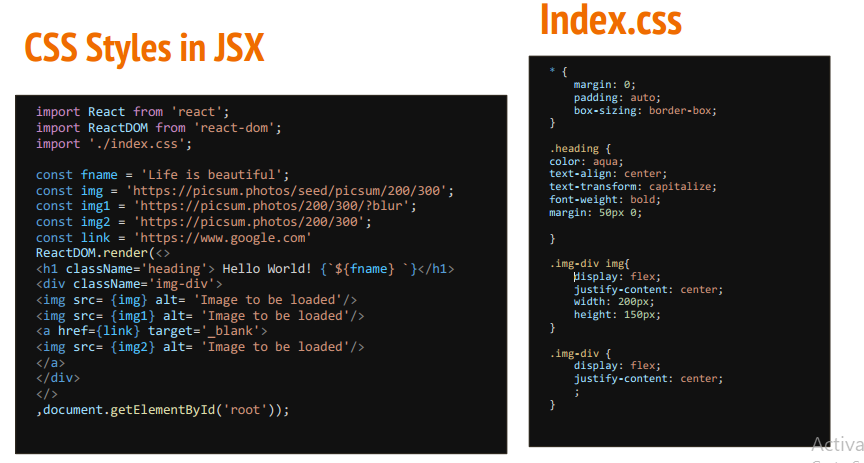 CSS Styles in JSX
import React from 'react';
import ReactDOM from 'react-dom';
import './index.css';
const fname = 'Life is beautiful';
const img = 'https://picsum.photos/seed/picsum/200/300';
const img1 = 'https://picsum.photos/200/300/?blur';
const img2 = 'https://picsum.photos/200/300';
const link = 'https://www.google.com'
ReactDOM.render(<>
<h1 className='heading'> Hello World! {`${fname} `}</h1>
<div className='img-div'>
<img src= {img} alt= 'Image to be loaded'/>
<img src= {img1} alt= 'Image to be loaded'/>
<a href={link} target='_blank'>
<img src= {img2} alt= 'Image to be loaded'/>
</a>
</div>
</>
,document.getElementById('root'));
Index.css
* {
margin: 0;
padding: auto;
box-sizing: border-box;
}
.heading {
color: aqua;
text-align: center;
text-transform: capitalize;
font-weight: bold;
margin: 50px 0;
}
.img-div img{
display: flex;
justify-content: center;
width: 200px;
height: 150px;
}
.img-div {
display: flex;
justify-content: center;
;
}
Activa